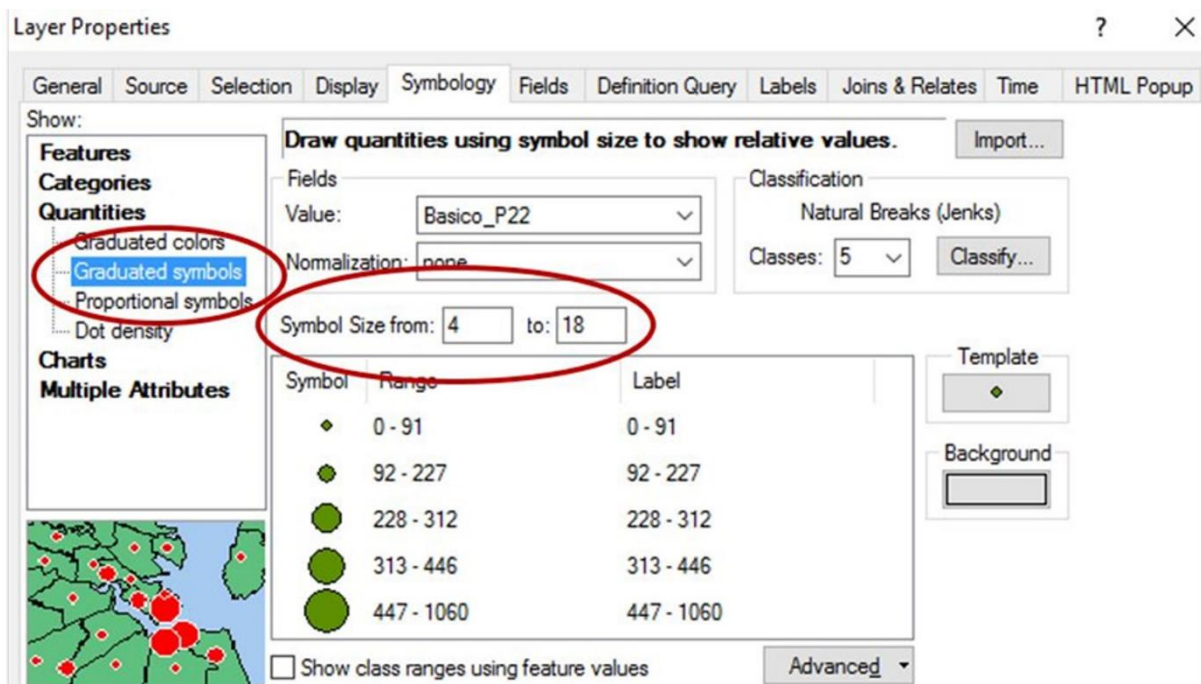 Layer Properties ? ×
General Source Selection Display Symbology Fields Definition Query Labels Joins & Relates Time HTML Popup
Show:
Features
Categories
Quantities
Graduated colors
Graduated symbols
Proportional symbols
Dot density
Charts
Multiple Attributes
Draw quantities using symbol size to show relative values.
Import...
Fields
Value: Basico_P22
Normalization: none
Classification
Natural Breaks (Jenks)
Classes: 5 Classify...
Symbol Size from: 4 to: 18
Symbol Range Label
0 - 91 0 - 91
92 - 227 92 - 227
228 - 312 228 - 312
313 - 446 313 - 446
447 - 1060 447 - 1060
Template
Background
Show class ranges using feature values
Advanced